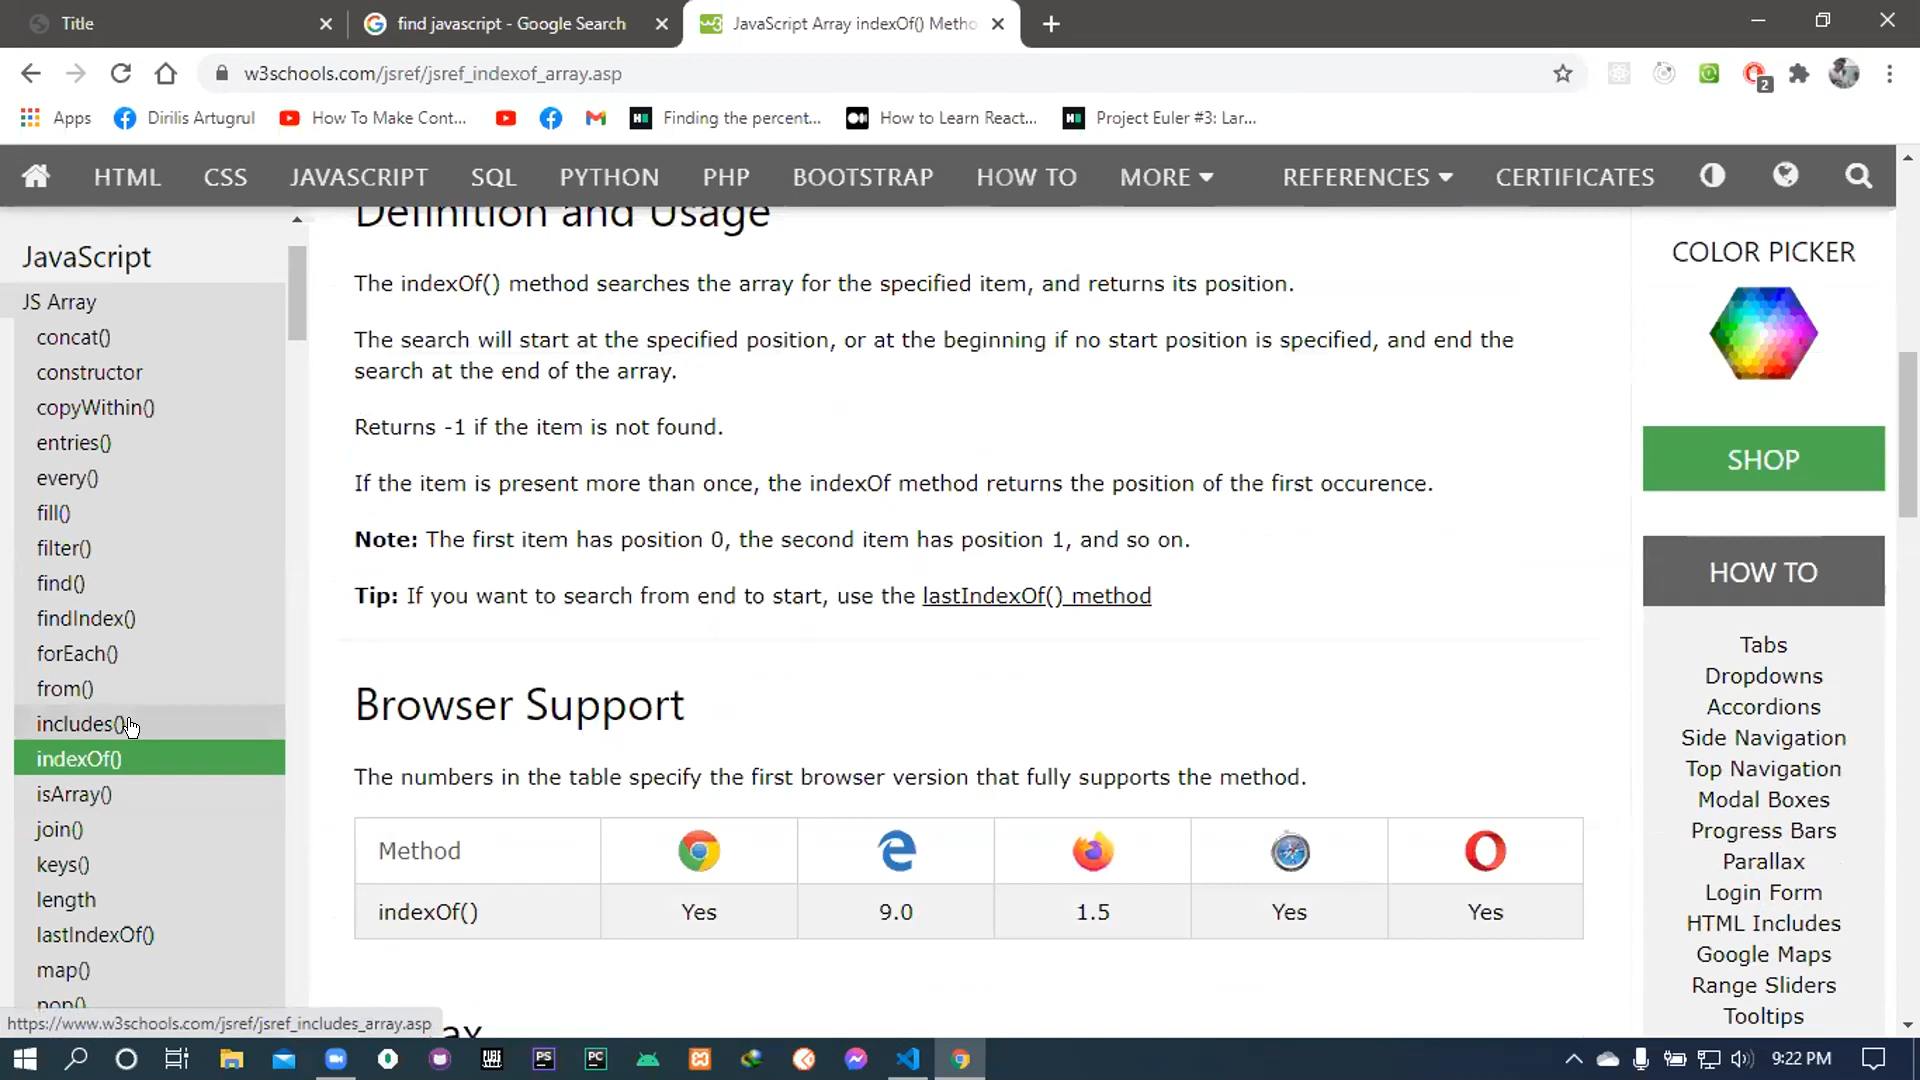 Title
find javascript - Google Search
JavaScript Array indexOf() Metho
w3schools.com/jsref/jsref_indexof_array.asp
2
Apps
Dirilis Artugrul
How To Make Cont...
Finding the percent...
How to Learn React...
Project Euler #3: Lar...
HTML
CSS
JAVASCRIPT
SQL
PYTHON
PHP
BOOTSTRAP
HOW TO
MORE
REFERENCES
CERTIFICATES
JavaScript
JS Array
concat()
constructor
copyWithin()
entries()
every()
fill()
filter()
find()
findIndex()
forEach()
from()
includes()
indexOf()
isArray()
join()
keys()
length
lastIndexOf()
map()
pop()
https://www.w3schools.com/jsref/jsref_includes_array.asp
Definition and Usage
The indexOf() method searches the array for the specified item, and returns its position.
The search will start at the specified position, or at the beginning if no start position is specified, and end the
search at the end of the array.
Returns -1 if the item is not found.
If the item is present more than once, the indexOf method returns the position of the first occurence.
Note: The first item has position 0, the second item has position 1, and so on.
Tip: If you want to search from end to start, use the lastIndexOf() method
Browser Support
The numbers in the table specify the first browser version that fully supports the method.
Method
indexOf() Yes 9.0 1.5 Yes Yes
COLOR PICKER
SHOP
HOW TO
Tabs
Dropdowns
Accordions
Side Navigation
Top Navigation
Modal Boxes
Progress Bars
Parallax
Login Form
HTML Includes
Google Maps
Range Sliders
Tooltips
PS
PC
9:22 PM